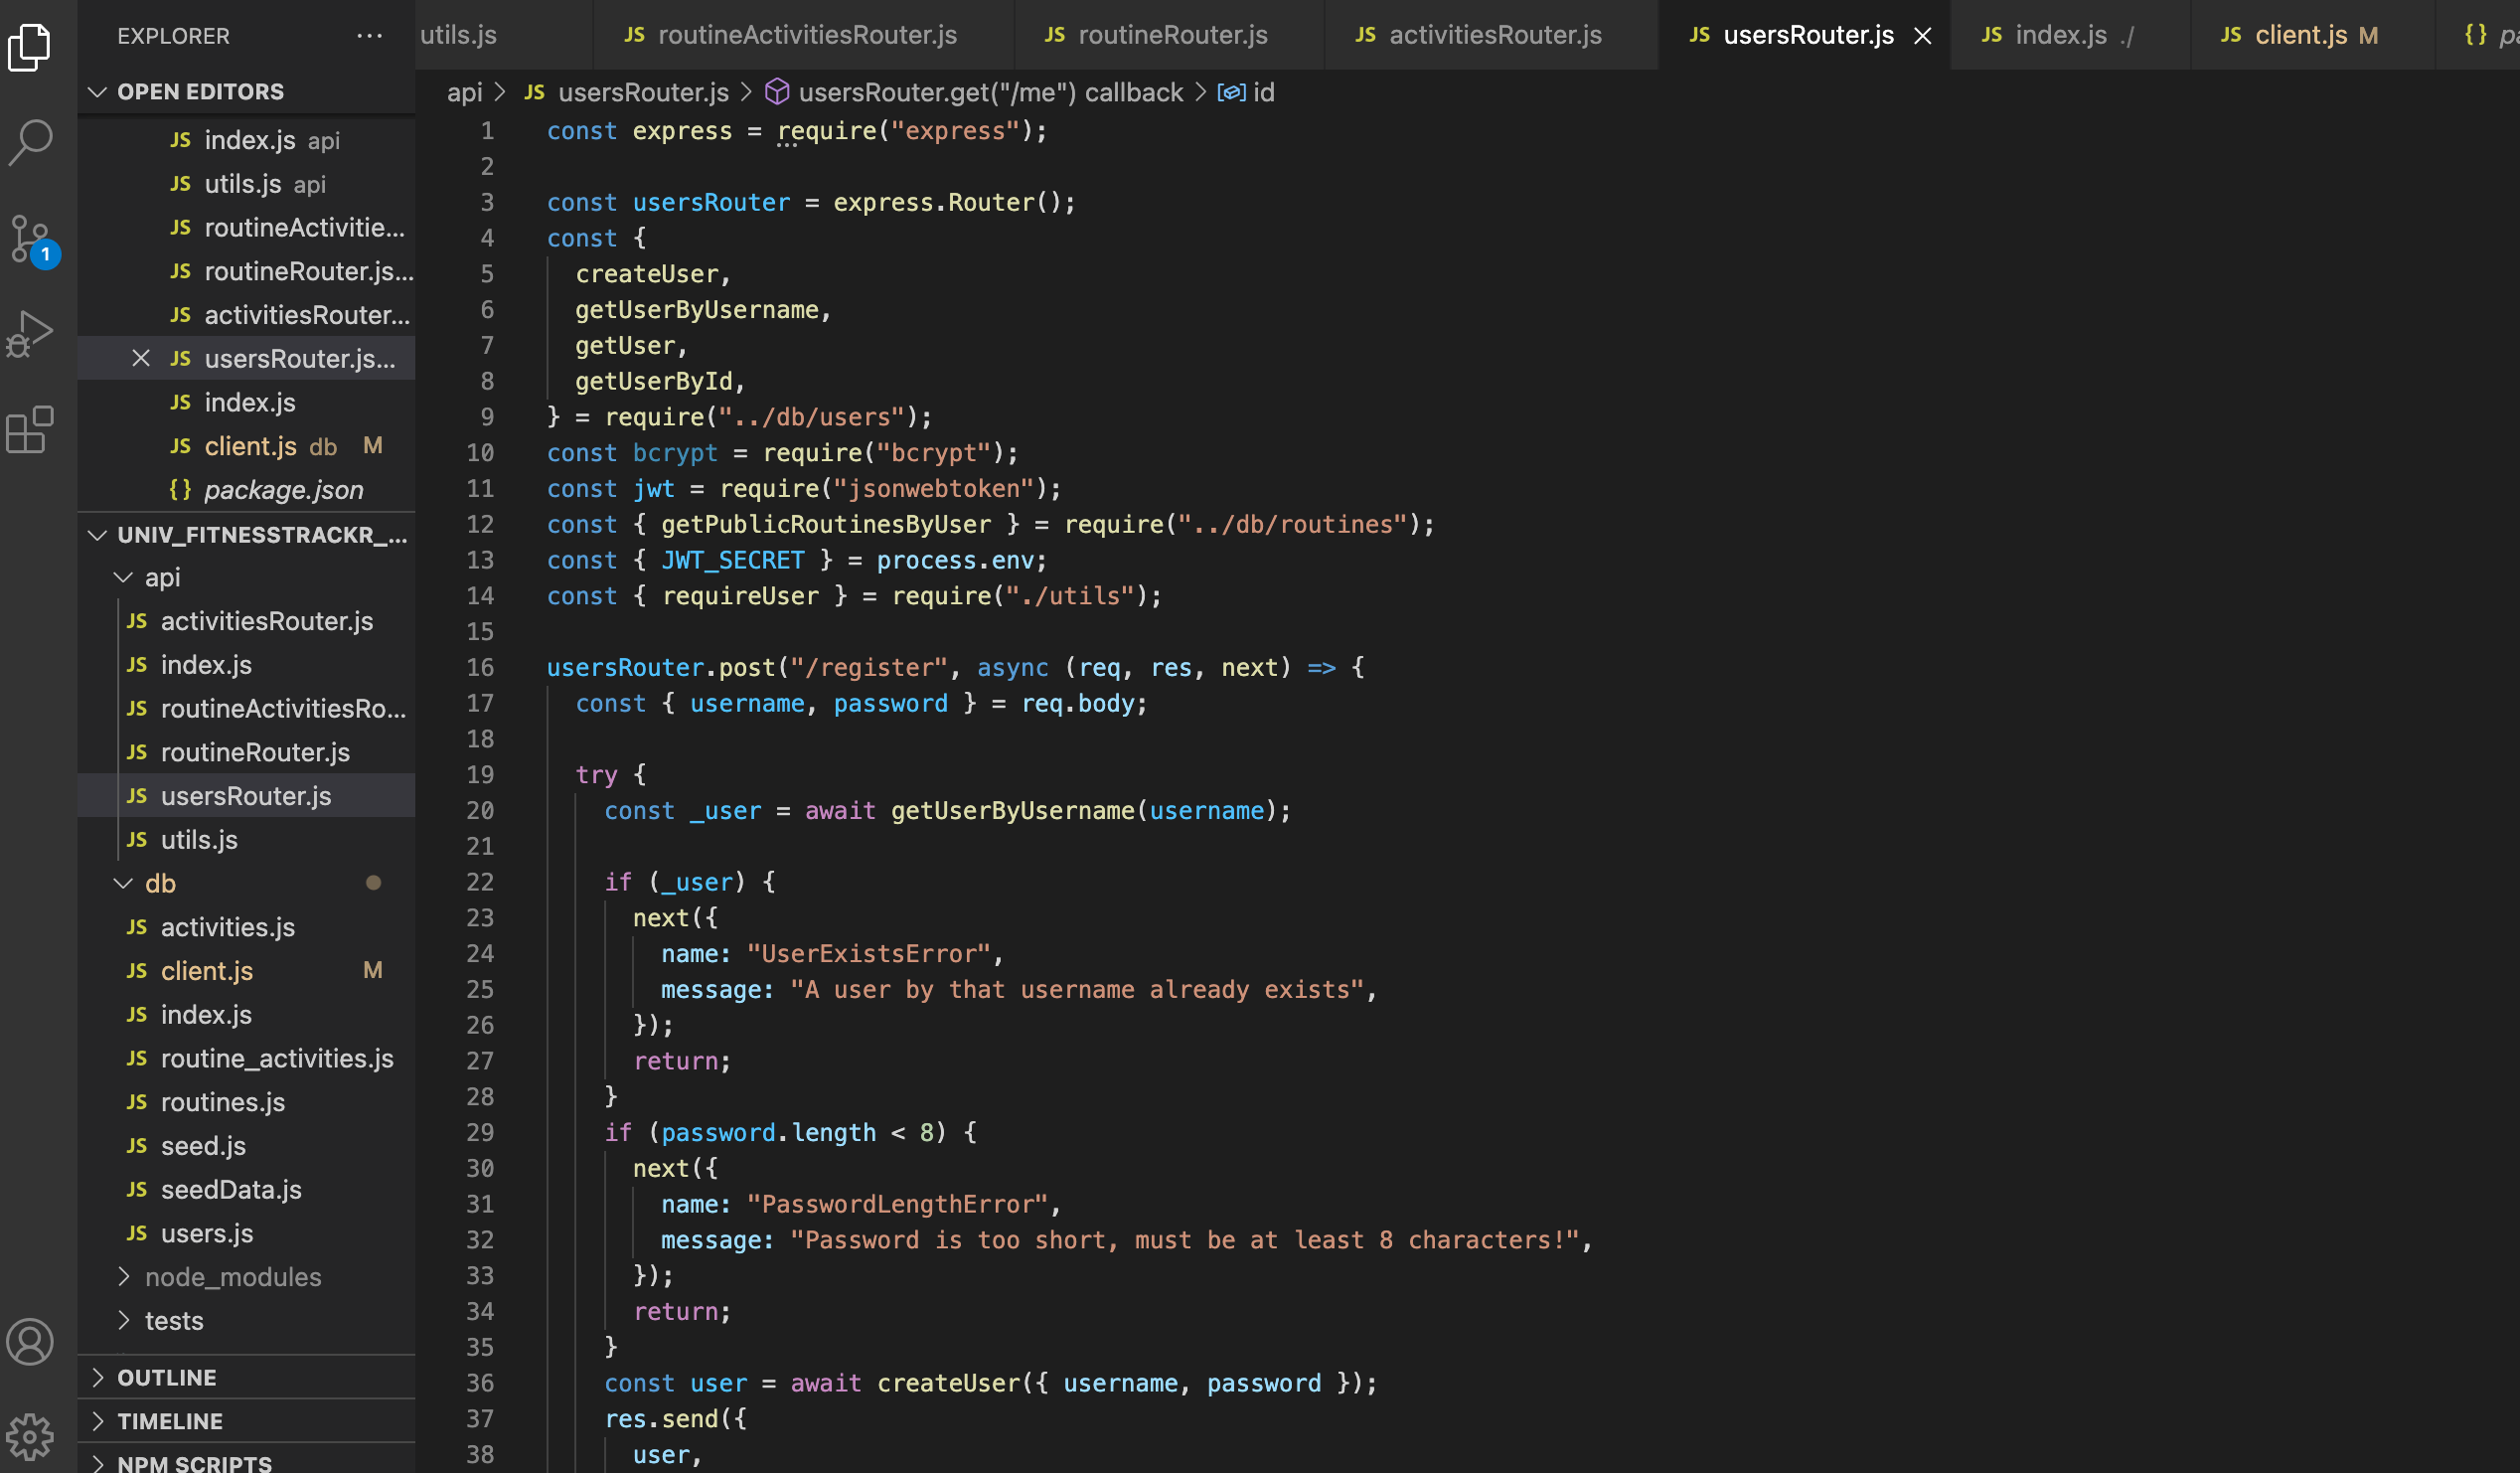 EXPLORER ...
OPEN EDITORS
JS index.js api
JS utils.js api
JS routineActivitie...
JS routineRouter.js...
JS activitiesRouter...
JS usersRouter.js...
JS index.js
JS client.js db M
{} package.json
UNIV_FITNESSTRACKR_...
api
JS activitiesRouter.js
JS index.js
JS routineActivitiesRo...
JS routineRouter.js
JS usersRouter.js
JS utils.js
db
JS activities.js
JS client.js M
JS index.js
JS routine_activities.js
JS routines.js
JS seed.js
JS seedData.js
JS users.js
node_modules
tests
OUTLINE
TIMELINE
NPM SCRIPTS
1
utils.js JS routineActivitiesRouter.js JS routineRouter.js JS activitiesRouter.js JS usersRouter.js JS index.js ./ JS client.js M {}
api > JS usersRouter.js > usersRouter.get("/me") callback > id
1 const express = require("express");
2
3 const usersRouter = express.Router();
4 const {
5 createUser,
6 getUserByUsername,
7 getUser,
8 getUserById,
9 } = require("../db/users");
10 const bcrypt = require("bcrypt");
11 const jwt = require("jsonwebtoken");
12 const { getPublicRoutinesByUser } = require("../db/routines");
13 const { JWT_SECRET } = process.env;
14 const { requireUser } = require("./utils");
15
16 usersRouter.post("/register", async (req, res, next) => {
17 const { username, password } = req.body;
18
19 try {
20 const _user = await getUserByUsername(username);
21
22 if (_user) {
23 next({
24 name: "UserExistsError",
25 message: "A user by that username already exists",
26 });
27 return;
28 }
29 if (password.length < 8) {
30 next({
31 name: "PasswordLengthError",
32 message: "Password is too short, must be at least 8 characters!",
33 });
34 return;
35 }
36 const user = await createUser({ username, password });
37 res.send({
38 user,